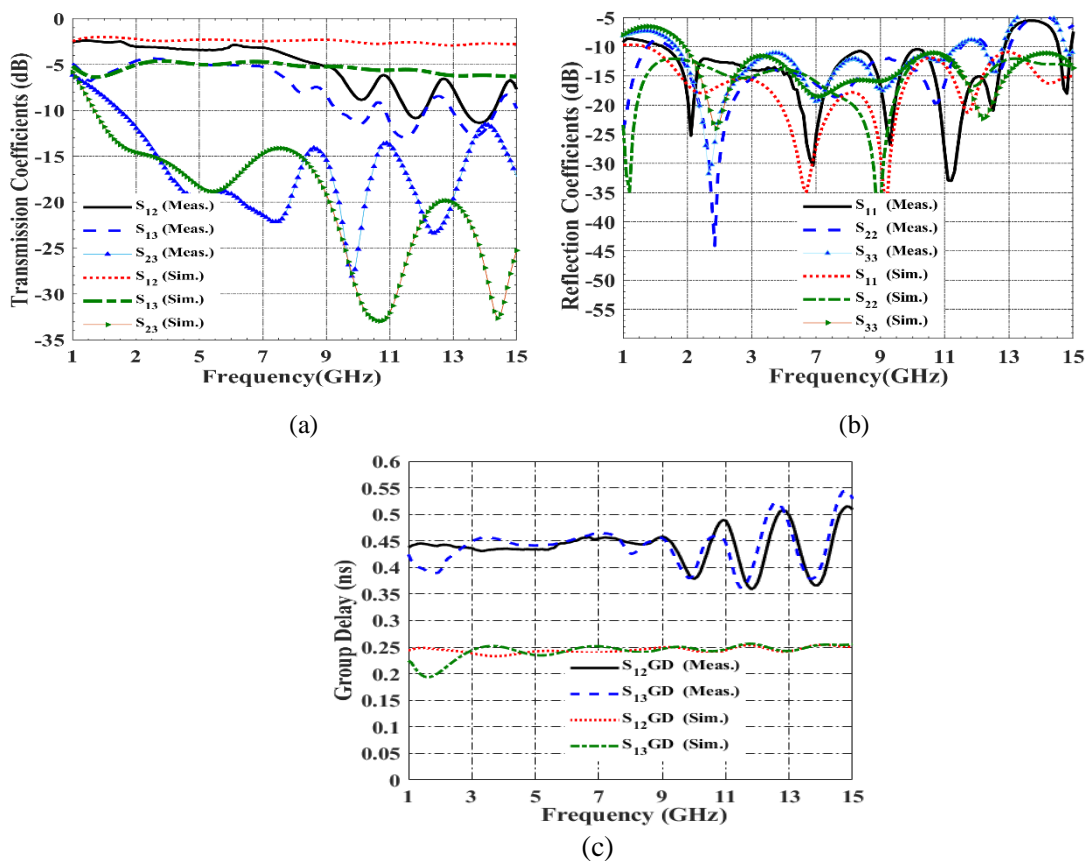 Transmission Coefficients (dB)
-5
0
-5
-10
-15
-20
-25
-30
-35
S12 (Meas.)
S13 (Meas.)
S23 (Meas.)
S12 (Sim.)
S13 (Sim.)
S23 (Sim.)
1 3 5 7 9 11 13 15
Frequency(GHz)
(a)
Reflection Coefficients (dB)
-5
-10
-15
-20
-25
-30
-35
-40
-45
-50
-55
S11 (Meas.)
S22 (Meas.)
S33 (Meas.)
S11 (Sim.)
S22 (Sim.)
S33 (Sim.)
1 2 3 7 9 11 13 15
Frequency(GHz)
(b)
Group Delay (ns)
0.6
0.55
0.5
0.45
0.4
0.35
0.3
0.25
0.2
0.15
0.1
0.05
0
S12GD (Meas.)
S13GD (Meas.)
S12GD (Sim.)
S13GD (Sim.)
1 3 5 7 9 11 13 15
Frequency (GHz)
(c)